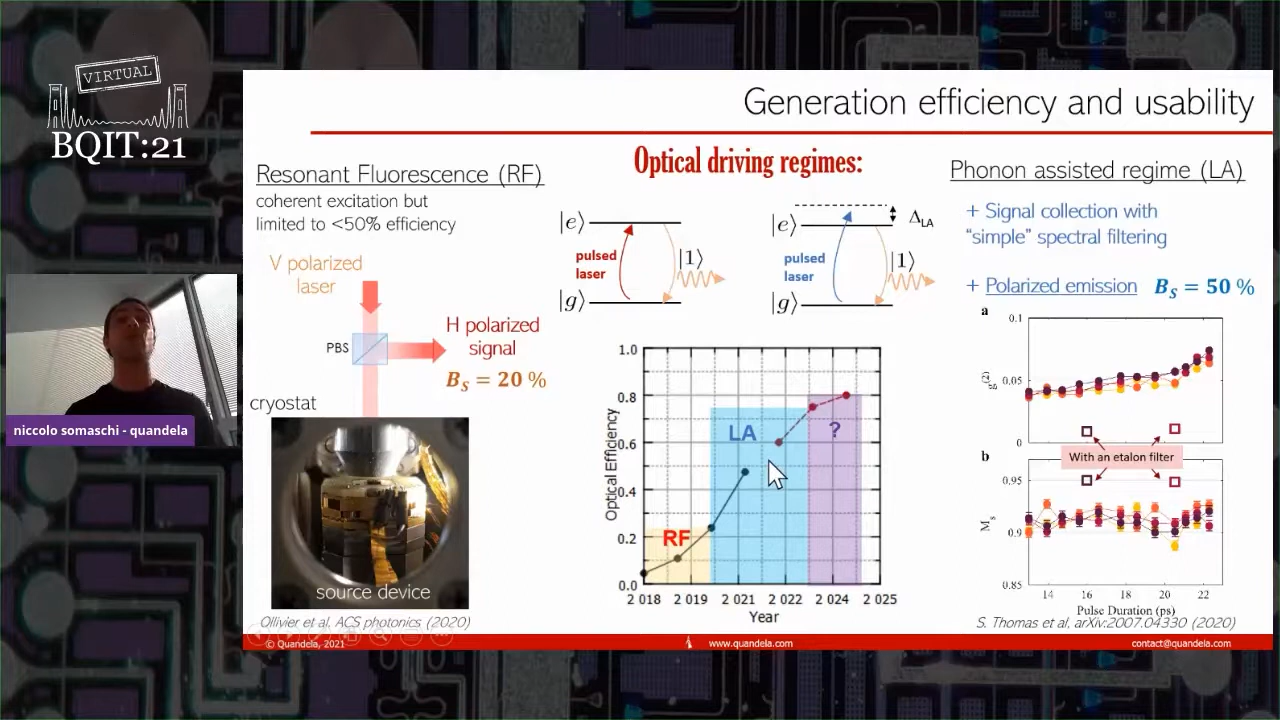 VIRTUAL
BQIT:21
niccolo somaschi - quandela
Generation efficiency and usability
Optical driving regimes:
Resonant Fluorescence (RF)
coherent excitation but
limited to <50% efficiency
V polarized
laser
PBS
H polarized
signal
B_S = 20 %
cryostat
source device
Ollivier et al. ACS photonics (2020)
|e⟩
pulsed
laser
|1⟩
|g⟩
|e⟩
Δ_LA
pulsed
laser
|1⟩
|g⟩
1.0
0.8
0.6
0.4
0.2
0.0
Optical Efficiency
RF
LA
?
2 018 2 019 2 021 2 022 2 024 2 025
Year
Phonon assisted regime (LA)
+ Signal collection with
“simple” spectral filtering
+ Polarized emission B_S = 50 %
a
0.1
0.05
0
g(2)
With an etalon filter
b
0.95
0.9
0.85
M_s
14 16 18 20 22
Pulse Duration (ps)
S. Thomas et al, arXiv:2007.04330 (2020)
© Quandela, 2021
www.quandela.com
contact@quandela.com